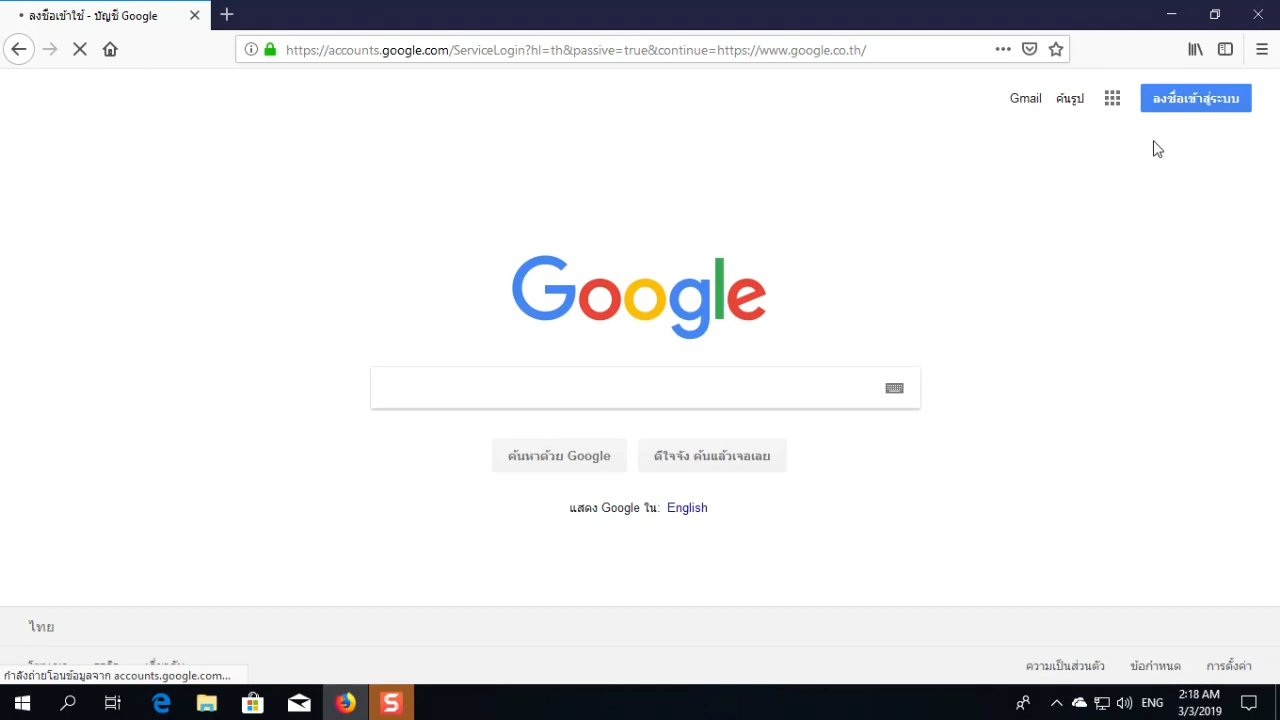 ลงชื่อเข้าใช้ - บัญชี Google
https://accounts.google.com/ServiceLogin?hl=th&passive=true&continue=https://www.google.co.th/
Gmail ค้นรูป ลงชื่อเข้าสู่ระบบ
Google
ค้นหาด้วย Google ดีใจจัง ค้นแล้วเจอเลย
แสดง Google ใน: English
ไทย
ความเป็นส่วนตัว ข้อกำหนด การตั้งค่า
กำลังถ่ายโอนข้อมูลจาก accounts.google.com...
ENG
2:18 AM
3/3/2019